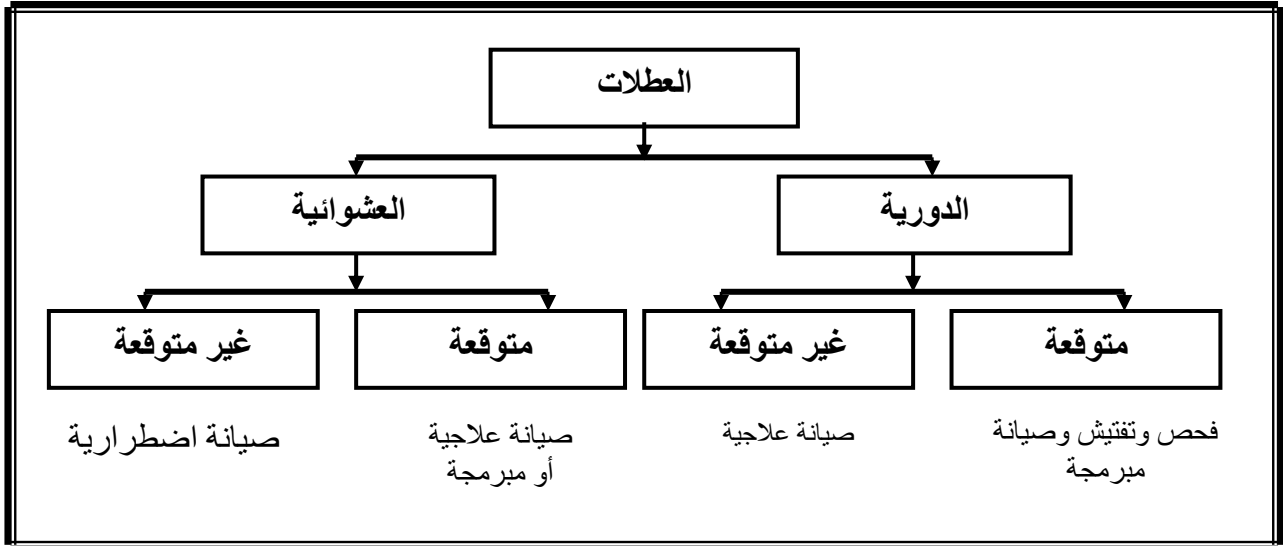 العطلات
الدورية
العشوائية
متوقعة
غير متوقعة
متوقعة
غير متوقعة
فحص وتفتيش وصيانة
مبرمجة
صيانة علاجية
صيانة علاجية
أو مبرمجة
صيانة اضطرارية